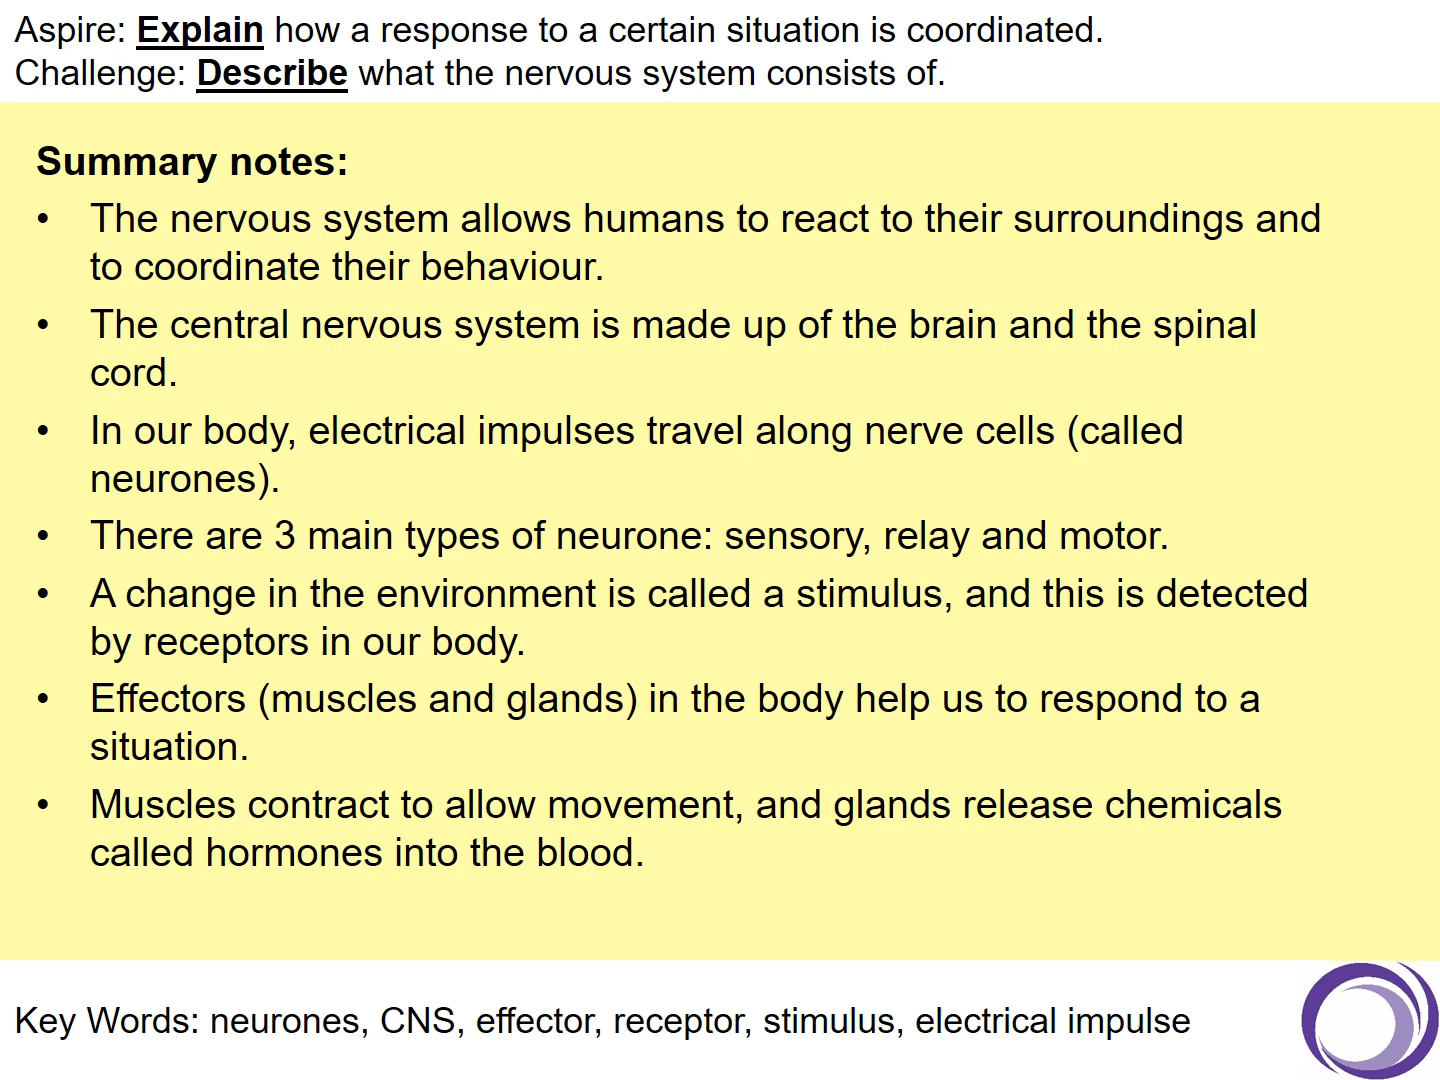 Aspire: Explain how a response to a certain situation is coordinated.
Challenge: Describe what the nervous system consists of.
Summary notes:
• The nervous system allows humans to react to their surroundings and
to coordinate their behaviour.
• The central nervous system is made up of the brain and the spinal
cord.
• In our body, electrical impulses travel along nerve cells (called
neurones).
• There are 3 main types of neurone: sensory, relay and motor.
• A change in the environment is called a stimulus, and this is detected
by receptors in our body.
• Effectors (muscles and glands) in the body help us to respond to a
situation.
• Muscles contract to allow movement, and glands release chemicals
called hormones into the blood.
Key Words: neurones, CNS, effector, receptor, stimulus, electrical impulse